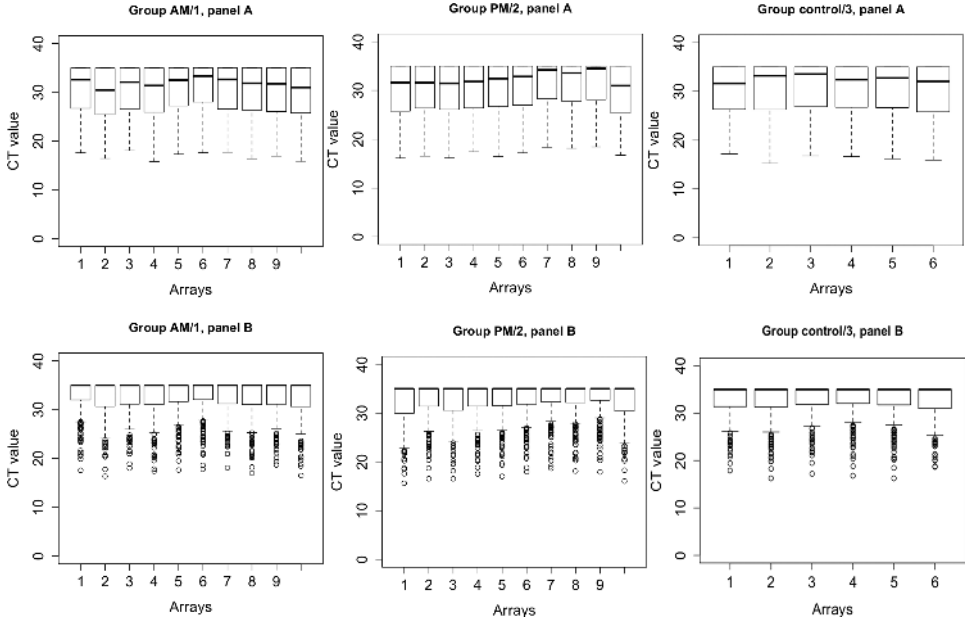 Group AM/1, panel A
CT value
40
30
20
10
0
1 2 3 4 5 6 7 8 9
Arrays
Group PM/2, panel A
CT value
40
30
20
10
0
1 2 3 4 5 6 7 8 9
Arrays
Group control/3, panel A
CT value
40
30
20
10
0
1 2 3 4 5 6
Arrays
Group AM/1, panel B
CT value
40
30
20
10
0
1 2 3 4 5 6 7 8 9
Arrays
Group PM/2, panel B
CT value
40
30
20
10
0
1 2 3 4 5 6 7 8 9
Arrays
Group control/3, panel B
CT value
40
30
20
10
0
1 2 3 4 5 6
Arrays